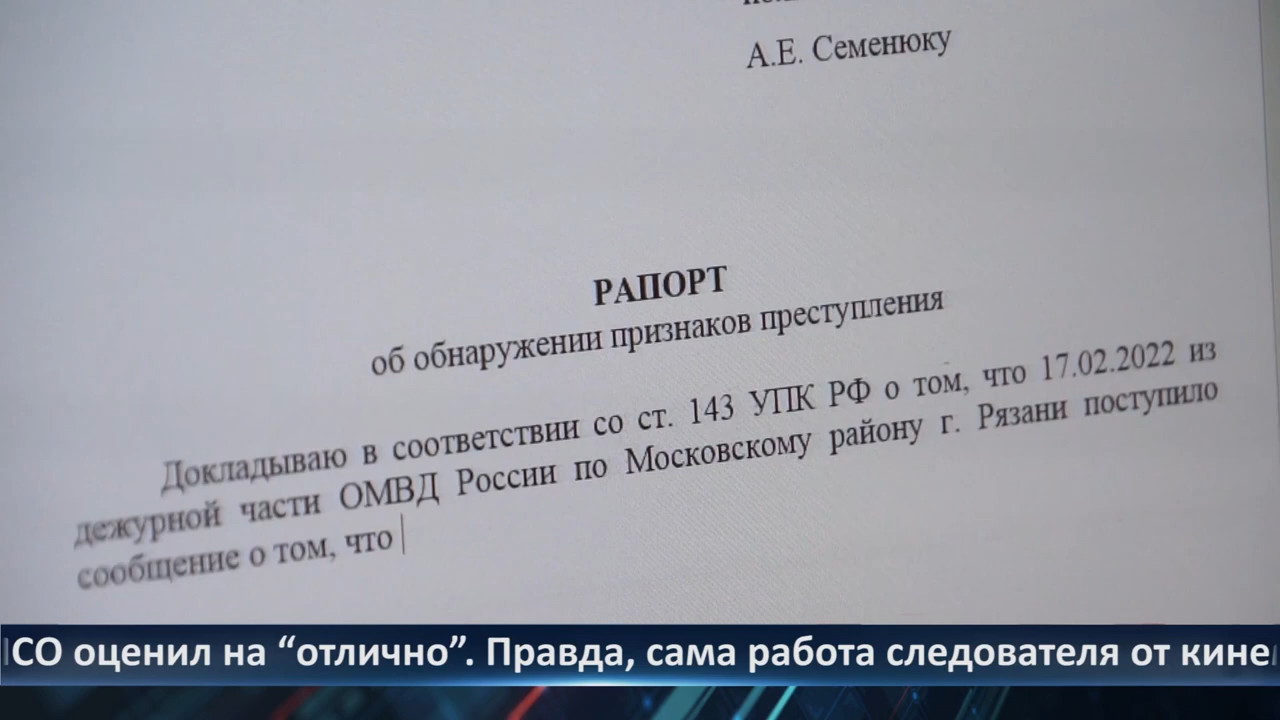 А.Е. Семенюку
РАПОРТ
об обнаружении признаков преступления
Докладываю в соответствии со ст. 143 УПК РФ о том, что 17.02.2022 из
дежурной части ОМВД России по Московскому району г. Рязани поступило
сообщение о том, что
СО оценил на “отлично”. Правда, сама работа следователя от кине